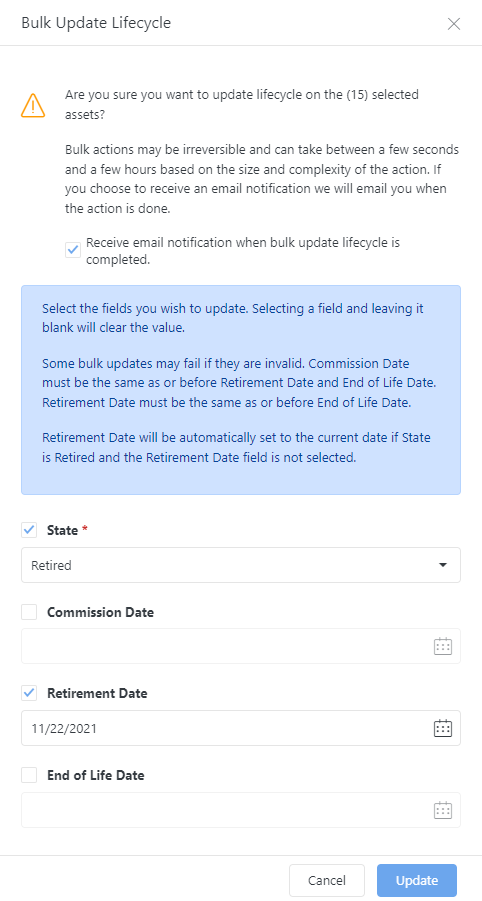 Bulk Update Lifecycle
Are you sure you want to update lifecycle on the (15) selected
assets?
Bulk actions may be irreversible and can take between a few seconds
and a few hours based on the size and complexity of the action. If
you choose to receive an email notification we will email you when
the action is done.
Receive email notification when bulk update lifecycle is
completed.
Select the fields you wish to update. Selecting a field and leaving it
blank will clear the value.
Some bulk updates may fail if they are invalid. Commission Date
must be the same as or before Retirement Date and End of Life Date.
Retirement Date must be the same as or before End of Life Date.
Retirement Date will be automatically set to the current date if State
is Retired and the Retirement Date field is not selected.
State *
Retired
Commission Date
Retirement Date
11/22/2021
End of Life Date
Cancel
Update